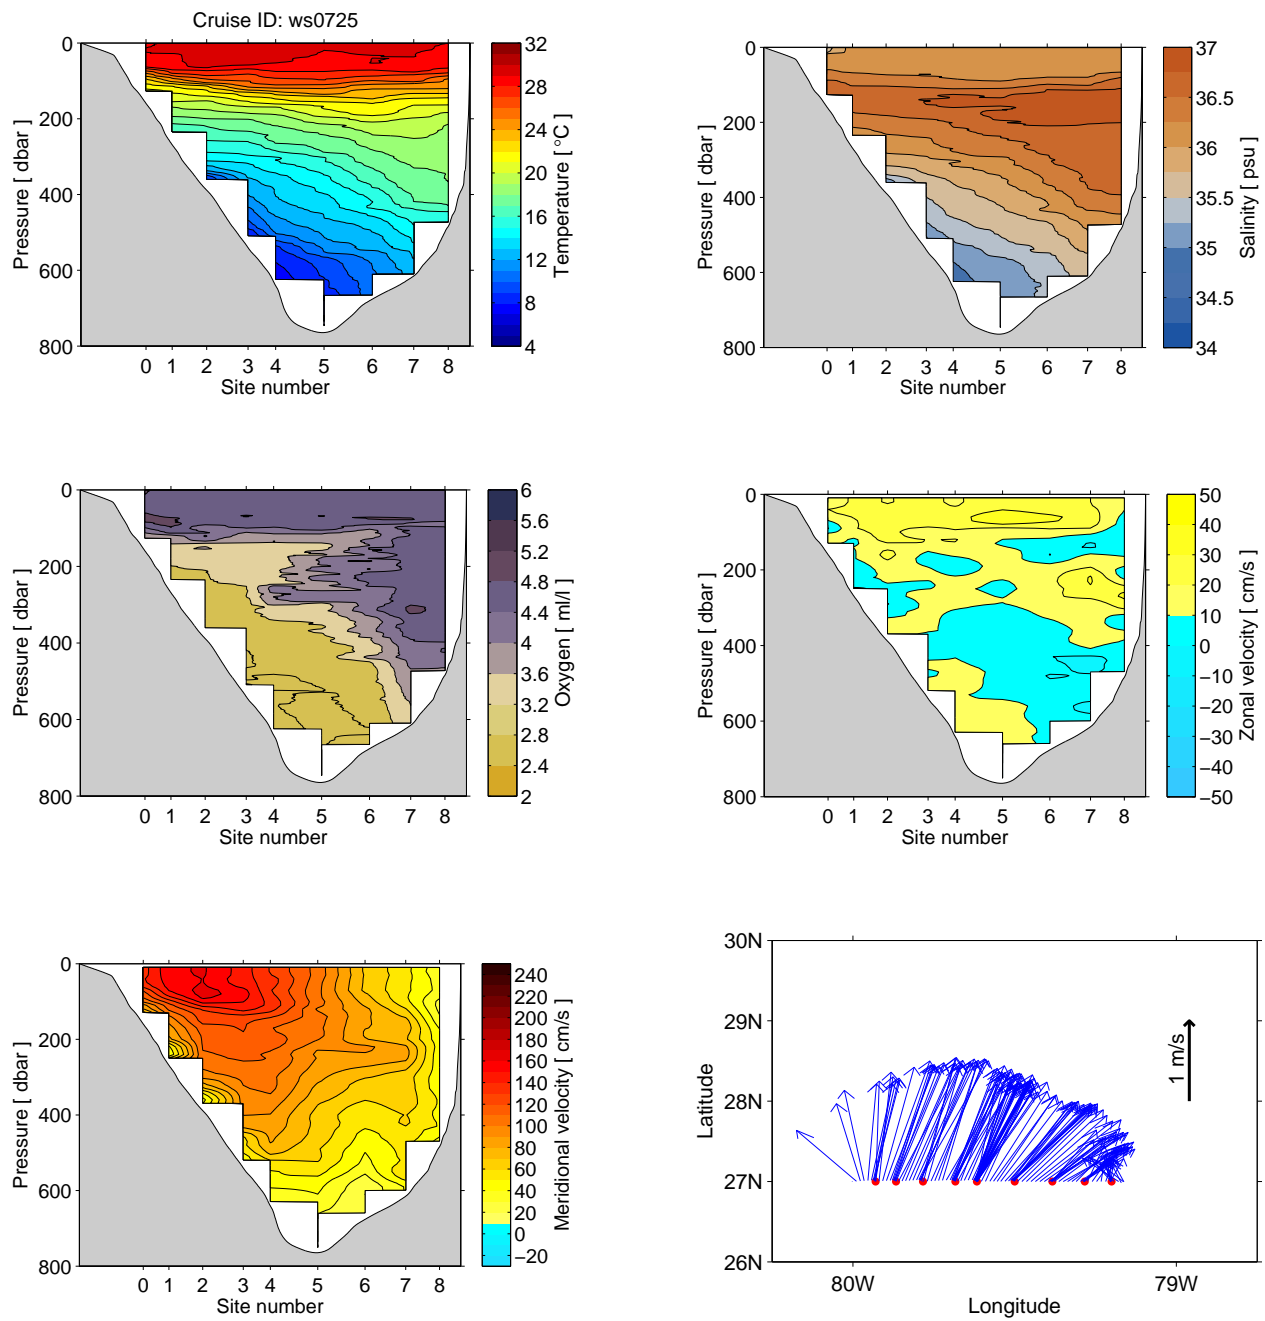 Cruise ID: ws0725
0
200
400
600
800
Pressure [ dbar ]
0 1 2 3 4 5 6 7 8
Site number
32
28
24
20
16
12
8
4
Temperature [ °C ]
0
200
400
600
800
Pressure [ dbar ]
0 1 2 3 4 5 6 7 8
Site number
37
36.5
36
35.5
35
34.5
34
Salinity [ psu ]
0
200
400
600
800
Pressure [ dbar ]
0 1 2 3 4 5 6 7 8
Site number
6
5.6
5.2
4.8
4.4
4
3.6
3.2
2.8
2.4
2
Oxygen [ ml/l ]
0
200
400
600
800
Pressure [ dbar ]
0 1 2 3 4 5 6 7 8
Site number
50
40
30
20
10
0
−10
−20
−30
−40
−50
Zonal velocity [ cm/s ]
0
200
400
600
800
Pressure [ dbar ]
0 1 2 3 4 5 6 7 8
Site number
240
220
200
180
160
140
120
100
80
60
40
20
0
−20
Meridional velocity [ cm/s ]
30N
29N
28N
27N
26N
Latitude
1 m/s
80W 79W
Longitude